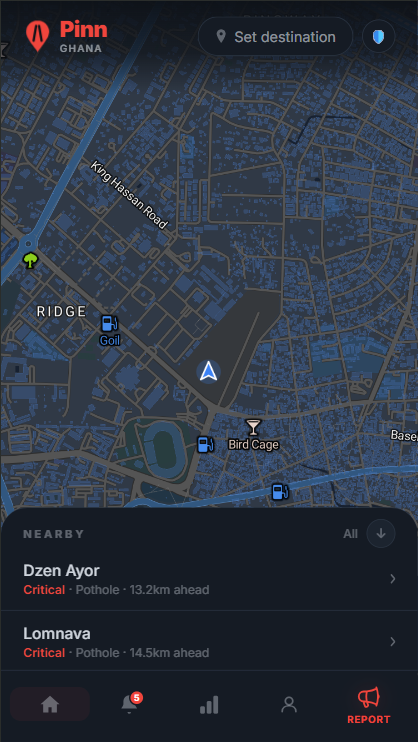 Pinn
GHANA
Set destination
King Hassan Road
RIDGE
Goil
Bird Cage
Base
NEARBY
All
Dzen Ayor
Critical · Pothole · 13.2km ahead
Lomnava
Critical · Pothole · 14.5km ahead
5
REPORT